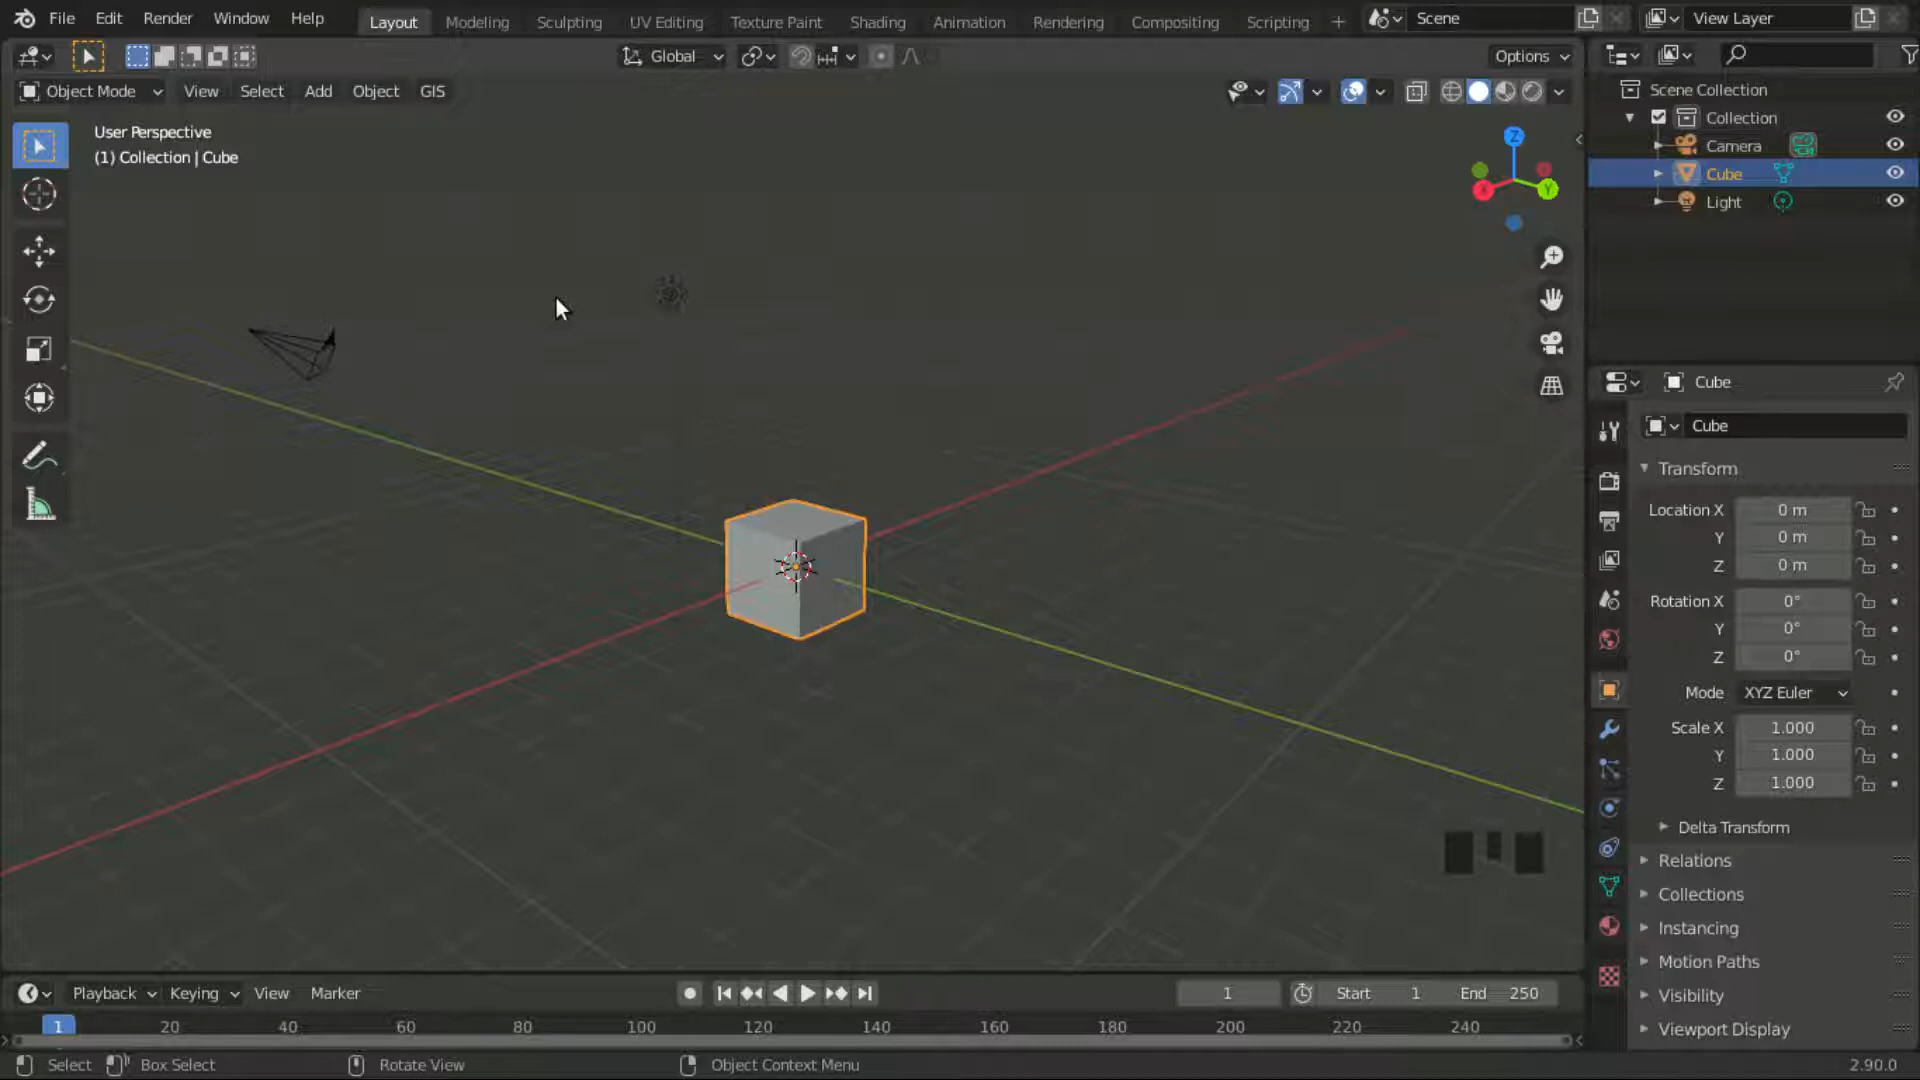 File Edit Render Window Help Layout Modeling Sculpting UV Editing Texture Paint Shading Animation Rendering Compositing Scripting + Scene View Layer
Global Options
Object Mode View Select Add Object GIS
User Perspective
(1) Collection | Cube
Z
X
Y
Scene Collection
Collection
Camera
Cube
Light
Cube
Cube
Transform
Location X 0 m
Y 0 m
Z 0 m
Rotation X 0°
Y 0°
Z 0°
Mode XYZ Euler
Scale X 1.000
Y 1.000
Z 1.000
Delta Transform
Relations
Collections
Instancing
Motion Paths
Visibility
Viewport Display
Playback Keying View Marker 1 Start 1 End 250
1 20 40 60 80 100 120 140 160 180 200 220 240
Select Box Select Rotate View Object Context Menu 2.90.0